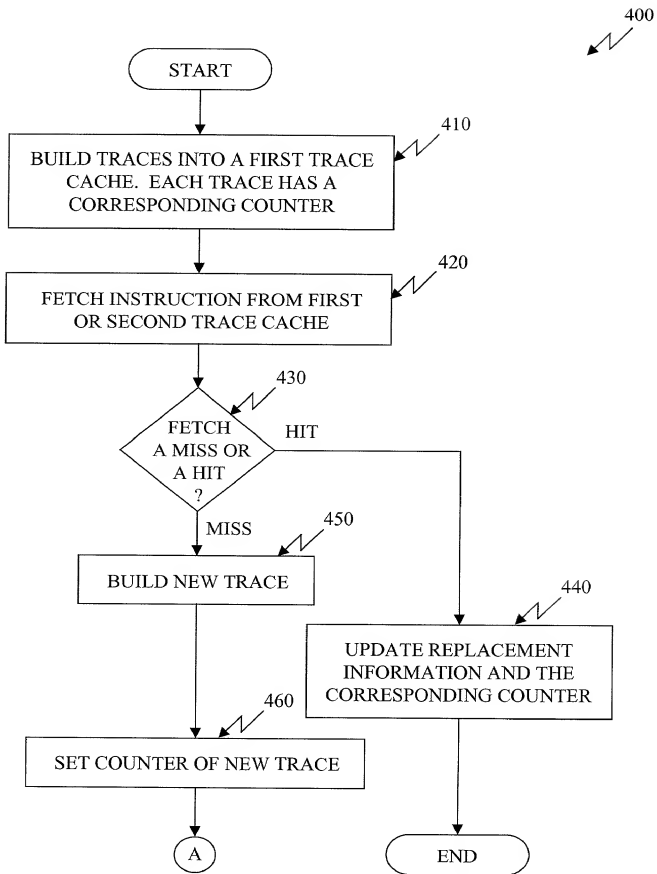 400
START
410
BUILD TRACES INTO A FIRST TRACE
CACHE. EACH TRACE HAS A
CORRESPONDING COUNTER
420
FETCH INSTRUCTION FROM FIRST
OR SECOND TRACE CACHE
430
FETCH
A MISS OR
A HIT
?
HIT
MISS
450
BUILD NEW TRACE
440
UPDATE REPLACEMENT
INFORMATION AND THE
CORRESPONDING COUNTER
460
SET COUNTER OF NEW TRACE
A
END